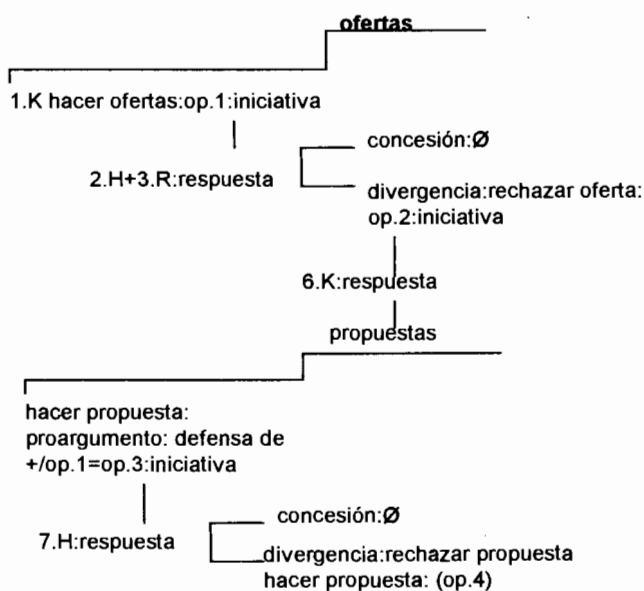 ofertas
1.K hacer ofertas:op.1:iniciativa
concesión:Ø
2.H+3.R:respuesta
divergencia:rechazar oferta:
op.2:iniciativa
6.K:respuesta
propuestas
hacer propuesta:
proargumento: defensa de
+/op.1=op.3:iniciativa
concesión:Ø
7.H:respuesta
divergencia:rechazar propuesta
hacer propuesta: (op.4)